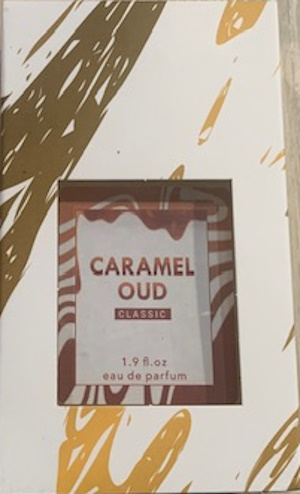 CARAMEL
OUD
CLASSIC
1.9 fl.oz
eau de parfum